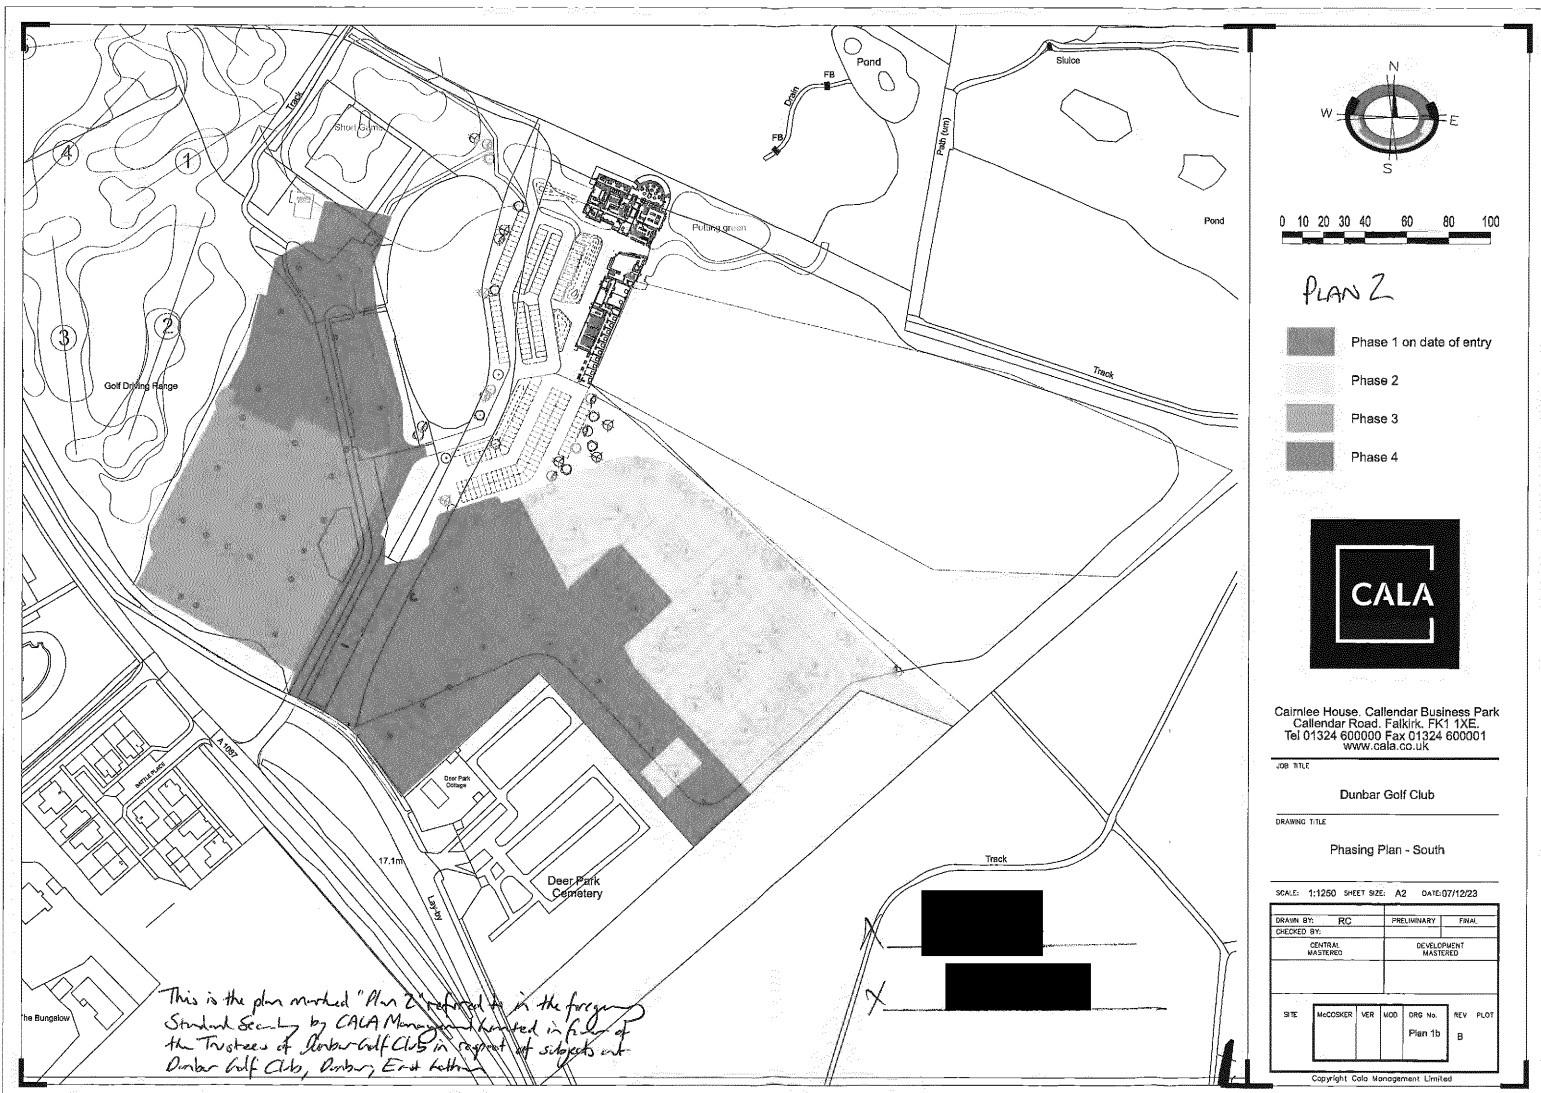 N
W
E
S
0 10 20 30 40 60 80 100
PLAN 2
Phase 1 on date of entry
Phase 2
Phase 3
Phase 4
CALA
Cairnlee House. Callendar Business Park
Callendar Road. Falkirk. FK1 1XE.
Tel 01324 600000 Fax 01324 600001
www.cala.co.uk
JOB TITLE
Dunbar Golf Club
DRAWING TITLE
Phasing Plan - South
SCALE: 1:1250 SHEET SIZE: A2 DATE:07/12/23
DRAWN BY: RC PRELIMINARY FINAL
CHECKED BY:
CENTRAL MASTERED
DEVELOPMENT MASTERED
SITE McCOSKER VER MOD DRG No. REV PLOT
Plan 1b B
Copyright Cala Management Limited
Pond
FB
Drain
FB
Sluice
Path (um)
Pond
Track
Short Game
4
1
3
2
Golf Driving Range
Putting green
Track
A 1087
BATTLE PLACE
Deer Park
Cottage
17.1m
Lay-by
Deer Park
Cemetery
Track
The Bungalow
X
X
This is the plan marked "Plan 2" referred to in the foregoing
Standard Security by CALA Management Limited in favour of
the Trustees of Dunbar Golf Club in respect of subjects at
Dunbar Golf Club, Dunbar, East Lothian